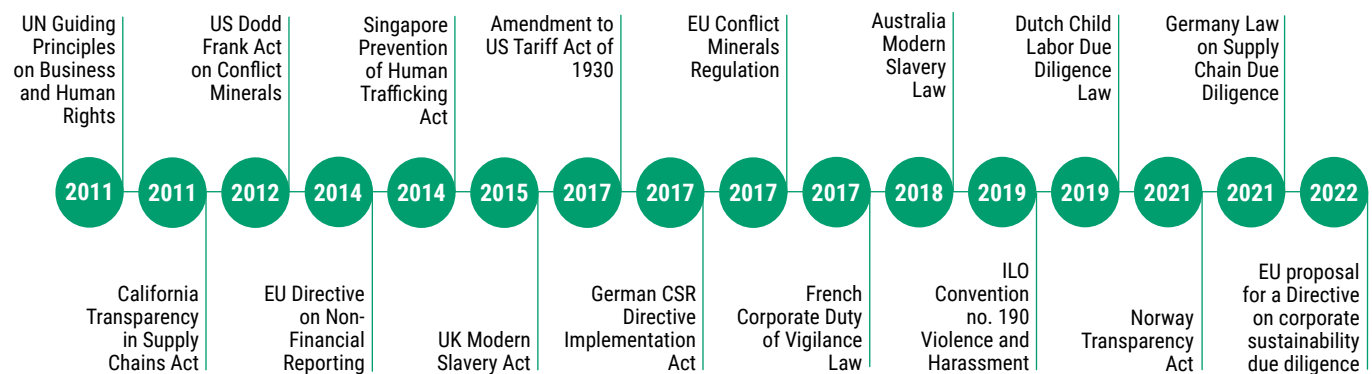 UN Guiding
Principles
on Business
and Human
Rights
US Dodd
Frank Act
on Conflict
Minerals
Singapore
Prevention
of Human
Trafficking
Act
Amendment to
US Tariff Act of
1930
EU Conflict
Minerals
Regulation
Australia
Modern
Slavery
Law
Dutch Child
Labor Due
Diligence
Law
Germany Law
on Supply
Chain Due
Diligence
2011 2011 2012 2014 2014 2015 2017 2017 2017 2017 2018 2019 2019 2021 2021 2022
California
Transparency
in Supply
Chains Act
EU Directive
on Non-
Financial
Reporting
UK Modern
Slavery Act
German CSR
Directive
Implementation
Act
French
Corporate Duty
of Vigilance
Law
ILO
Convention
no. 190
Violence and
Harassment
Norway
Transparency
Act
EU proposal
for a Directive
on corporate
sustainability
due diligence